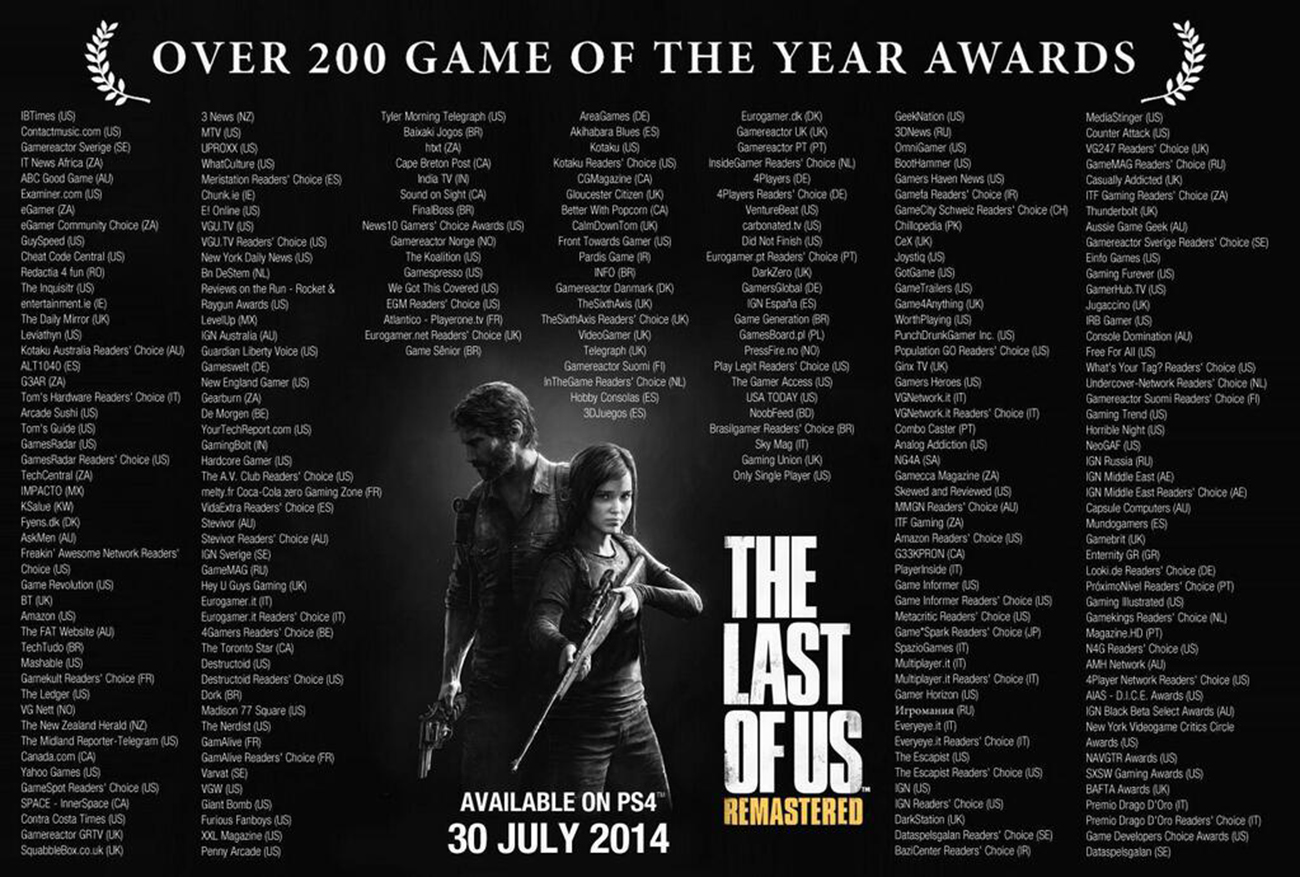 OVER 200 GAME OF THE YEAR AWARDS
IBTimes (US)
Contactmusic.com (US)
Gamereactor Sverige (SE)
IT News Africa (ZA)
ABC Good Game (AU)
Examiner.com (US)
eGamer (ZA)
eGamer Community Choice (ZA)
GuySpeed (US)
Cheat Code Central (US)
Redactia 4 fun (RO)
The Inquisitr (US)
entertainment.ie (IE)
The Daily Mirror (UK)
Leviathyn (US)
Kotaku Australia Readers' Choice (AU)
ALT1040 (ES)
G3AR (ZA)
Tom's Hardware Readers' Choice (IT)
Arcade Sushi (US)
Tom's Guide (US)
GamesRadar (US)
GamesRadar Readers' Choice (US)
TechCentral (ZA)
IMPACTO (MX)
KSalue (KW)
Fyens.dk (DK)
AskMen (AU)
Freakin' Awesome Network Readers'
Choice (US)
Game Revolution (US)
BT (UK)
Amazon (US)
The FAT Website (AU)
TechTudo (BR)
Mashable (US)
Gamekult Readers' Choice (FR)
The Ledger (US)
VG Nett (NO)
The New Zealand Herald (NZ)
The Midland Reporter-Telegram (US)
Canada.com (CA)
Yahoo Games (US)
GameSpot Readers' Choice (US)
SPACE - InnerSpace (CA)
Contra Costa Times (US)
Gamereactor GRTV (UK)
SquabbleBox.co.uk (UK)
3 News (NZ)
MTV (US)
UPROXX (US)
WhatCulture (US)
Meristation Readers' Choice (ES)
Chunk.ie (IE)
E! Online (US)
VGU.TV (US)
VGU.TV Readers' Choice (US)
New York Daily News (US)
Bn DeStem (NL)
Reviews on the Run - Rocket &
Raygun Awards (US)
LevelUp (MX)
IGN Australia (AU)
Guardian Liberty Voice (US)
Gameswelt (DE)
New England Gamer (US)
Gearburn (ZA)
De Morgen (BE)
YourTechReport.com (US)
GamingBolt (IN)
Hardcore Gamer (US)
The A.V. Club Readers' Choice (US)
melty.fr Coca-Cola zero Gaming Zone (FR)
VidaExtra Readers' Choice (ES)
Stevivor (AU)
Stevivor Readers' Choice (AU)
IGN Sverige (SE)
GameMAG (RU)
Hey U Guys Gaming (UK)
Eurogamer.it (IT)
Eurogamer.it Readers' Choice (IT)
4Gamers Readers' Choice (BE)
The Toronto Star (CA)
Destructoid (US)
Destructoid Readers' Choice (US)
Dork (BR)
Madison 77 Square (US)
The Nerdist (US)
GamAlive (FR)
GamAlive Readers' Choice (FR)
Varvat (SE)
VGW (US)
Giant Bomb (US)
Furious Fanboys (US)
XXL Magazine (US)
Penny Arcade (US)
Tyler Morning Telegraph (US)
Baixaki Jogos (BR)
htxt (ZA)
Cape Breton Post (CA)
India TV (IN)
Sound on Sight (CA)
FinalBoss (BR)
News10 Gamers' Choice Awards (US)
Gamereactor Norge (NO)
The Koalition (US)
Gamespresso (US)
We Got This Covered (US)
EGM Readers' Choice (US)
Atlantico - Playerone.tv (FR)
Eurogamer.net Readers' Choice (UK)
Game Sênior (BR)
AreaGames (DE)
Akihabara Blues (ES)
Kotaku (US)
Kotaku Readers' Choice (US)
CGMagazine (CA)
Gloucester Citizen (UK)
Better With Popcorn (CA)
CalmDownTom (UK)
Front Towards Gamer (US)
Pardis Game (IR)
INFO (BR)
Gamereactor Danmark (DK)
TheSixthAxis (UK)
TheSixthAxis Readers' Choice (UK)
VideoGamer (UK)
Telegraph (UK)
Gamereactor Suomi (FI)
InTheGame Readers' Choice (NL)
Hobby Consolas (ES)
3DJuegos (ES)
Eurogamer.dk (DK)
Gamereactor UK (UK)
Gamereactor PT (PT)
InsideGamer Readers' Choice (NL)
4Players (DE)
4Players Readers' Choice (DE)
VentureBeat (US)
carbonated.tv (US)
Did Not Finish (US)
Eurogamer.pt Readers' Choice (PT)
DarkZero (UK)
GamersGlobal (DE)
IGN España (ES)
Game Generation (BR)
GamesBoard.pl (PL)
PressFire.no (NO)
Play Legit Readers' Choice (US)
The Gamer Access (US)
USA TODAY (US)
NoobFeed (BD)
Brasilgamer Readers' Choice (BR)
Sky Mag (IT)
Gaming Union (UK)
Only Single Player (US)
GeekNation (US)
3DNews (RU)
OmniGamer (US)
BootHammer (US)
Gamers Haven News (US)
Gameta Readers' Choice (IR)
GameCity Schweiz Readers' Choice (CH)
Chillopedia (PK)
CeX (UK)
Joystiq (US)
GotGame (US)
GameTrailers (US)
Game4Anything (UK)
WorthPlaying (US)
PunchDrunkGamer Inc. (US)
Population GO Readers' Choice (US)
Ginx TV (UK)
Gamers Heroes (US)
VGNetwork.it (IT)
VGNetwork.it Readers' Choice (IT)
Combo Caster (PT)
Analog Addiction (US)
NG4A (SA)
Gamecca Magazine (ZA)
Skewed and Reviewed (US)
MMGN Readers' Choice (AU)
ITF Gaming (ZA)
Amazon Readers' Choice (US)
G33KPRON (CA)
PlayerInside (IT)
Game Informer (US)
Game Informer Readers' Choice (US)
Metacritic Readers' Choice (US)
Game*Spark Readers' Choice (JP)
SpazioGames (IT)
Multiplayer.it (IT)
Multiplayer.it Readers' Choice (IT)
Gamer Horizon (US)
Игромания (RU)
Everyeye.it (IT)
Everyeye.it Readers' Choice (IT)
The Escapist (US)
The Escapist Readers' Choice (US)
IGN (US)
IGN Readers' Choice (US)
DarkStation (UK)
Dataspelsgalan Readers' Choice (SE)
BaziCenter Readers' Choice (IR)
MediaStinger (US)
Counter Attack (US)
VG247 Readers' Choice (UK)
GameMAG Readers' Choice (RU)
Casually Addicted (UK)
ITF Gaming Readers' Choice (ZA)
Thunderbolt (UK)
Aussie Game Geek (AU)
Gamereactor Sverige Readers' Choice (SE)
Einfo Games (US)
Gaming Furever (US)
GamerHub.TV (US)
Jugaccino (UK)
IRB Gamer (US)
Console Domination (AU)
Free For All (US)
What's Your Tag? Readers' Choice (US)
Undercover-Network Readers' Choice (NL)
Gamereactor Suomi Readers' Choice (FI)
Gaming Trend (US)
Horrible Night (US)
NeoGAF (US)
IGN Russia (RU)
IGN Middle East (AE)
IGN Middle East Readers' Choice (AE)
Capsule Computers (AU)
Mundogamers (ES)
Gamebrit (UK)
Enternity GR (GR)
Looki.de Readers' Choice (DE)
PróximoNível Readers' Choice (PT)
Gaming Illustrated (US)
Gamekings Readers' Choice (NL)
Magazine.HD (PT)
N4G Readers' Choice (US)
AMH Network (AU)
4Player Network Readers' Choice (US)
AIAS - D.I.C.E. Awards (US)
IGN Black Beta Select Awards (AU)
New York Videogame Critics Circle
Awards (US)
NAVGTR Awards (US)
SXSW Gaming Awards (US)
BAFTA Awards (UK)
Premio Drago D'Oro (IT)
Premio Drago D'Oro Readers' Choice (IT)
Game Developers Choice Awards (US)
Dataspelsgalan (SE)
THE
LAST
OF US™
REMASTERED
AVAILABLE ON PS4™
30 JULY 2014